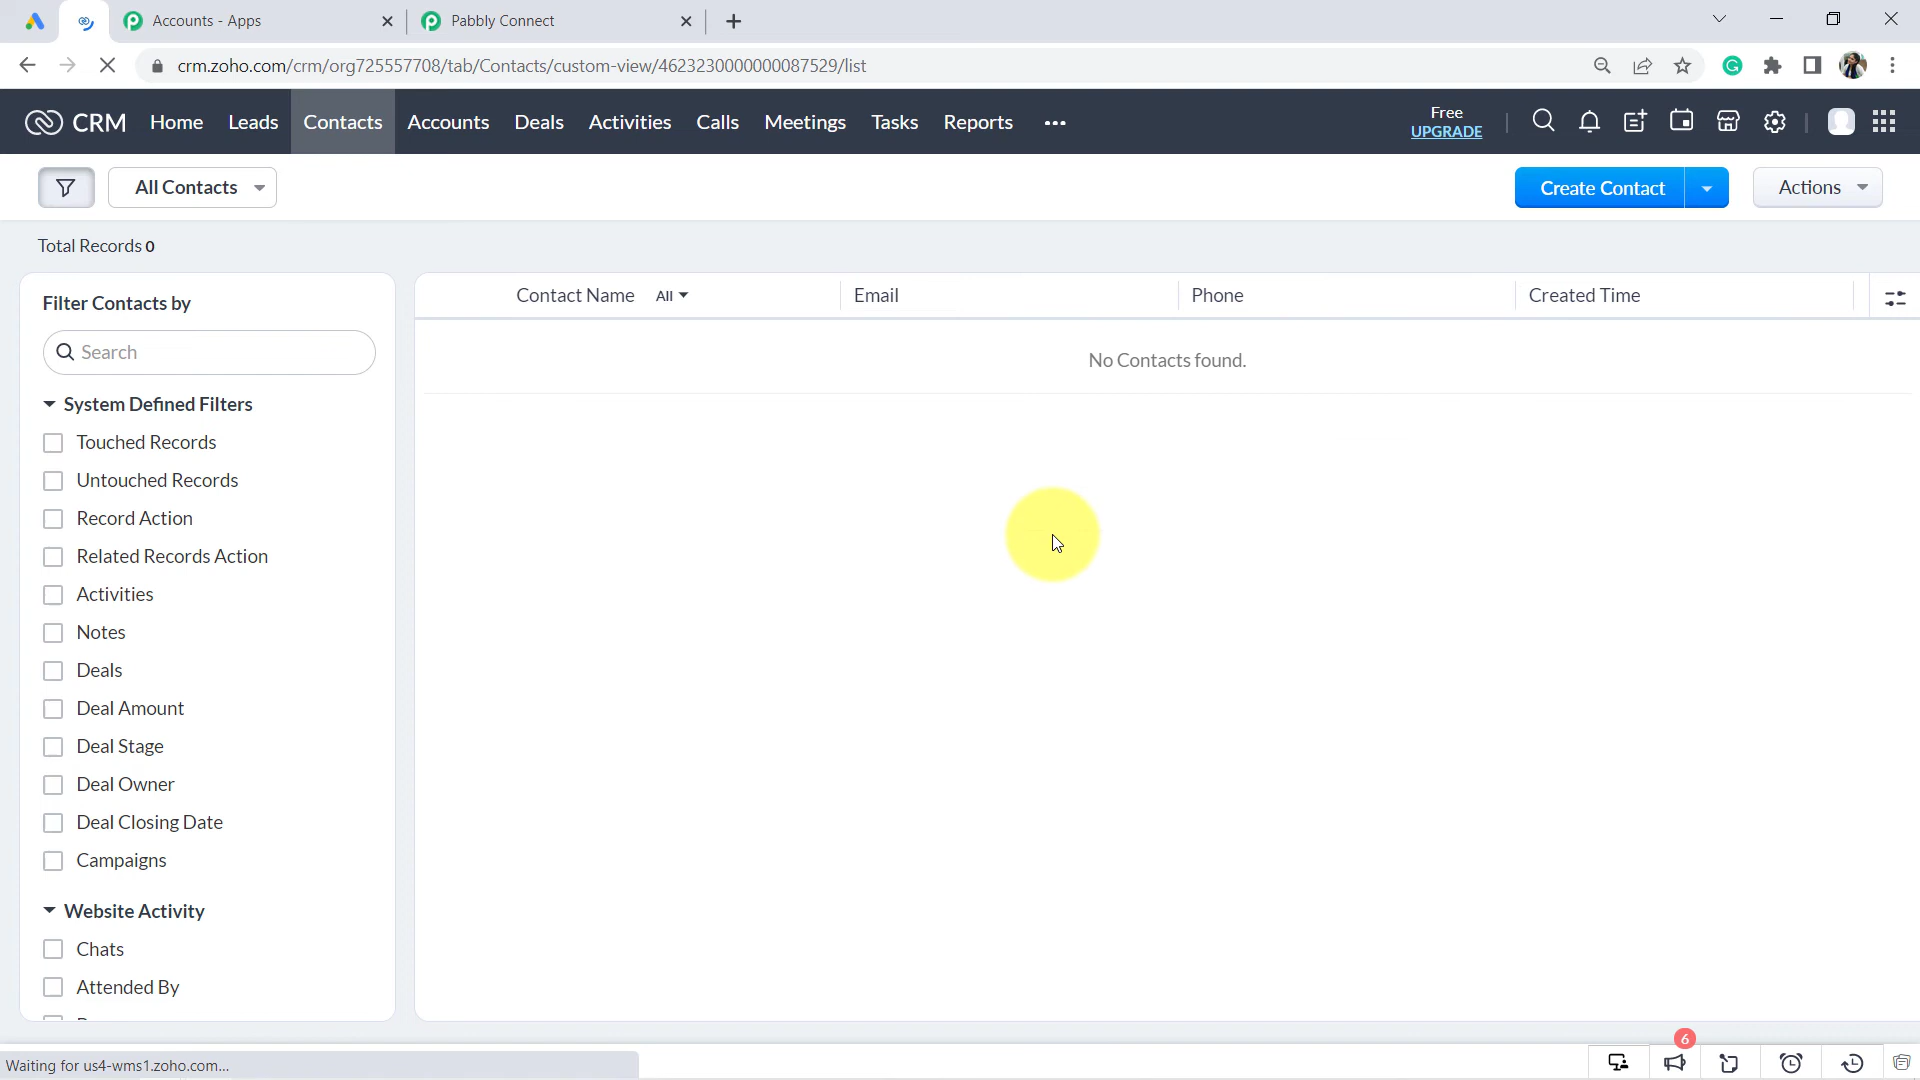 Accounts - Apps
Pabbly Connect
crm.zoho.com/crm/org725557708/tab/Contacts/custom-view/4623230000000087529/list
CRM Home Leads Contacts Accounts Deals Activities Calls Meetings Tasks Reports
Free
UPGRADE
All Contacts
Create Contact
Actions
Total Records 0
Filter Contacts by
Search
System Defined Filters
Touched Records
Untouched Records
Record Action
Related Records Action
Activities
Notes
Deals
Deal Amount
Deal Stage
Deal Owner
Deal Closing Date
Campaigns
Website Activity
Chats
Attended By
Contact Name All Email Phone Created Time
No Contacts found.
6
Waiting for us4-wms1.zoho.com...